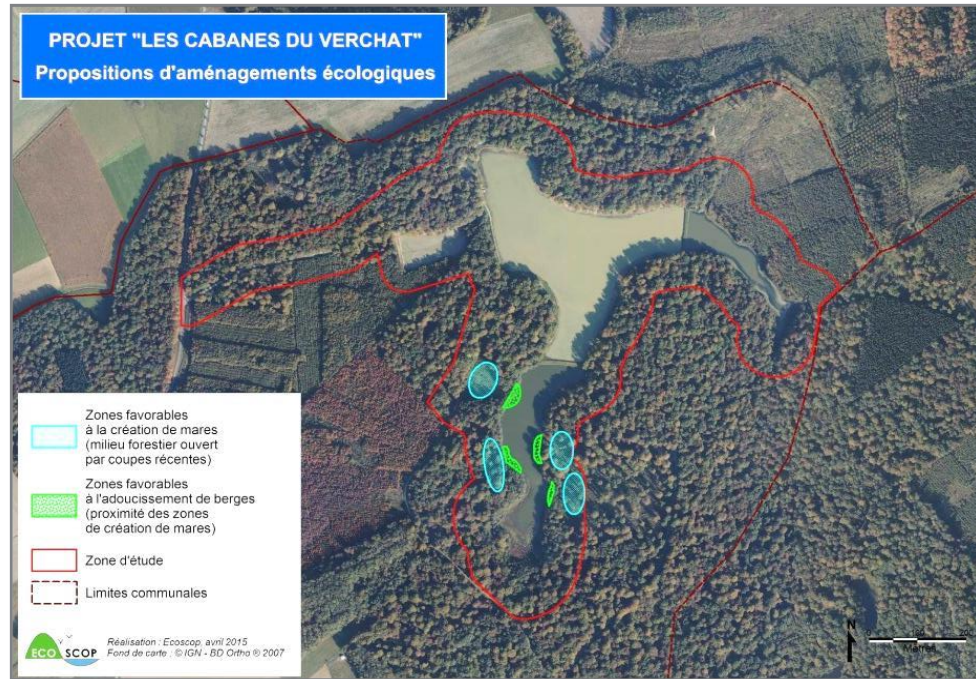 PROJET "LES CABANES DU VERCHAT"
Propositions d'aménagements écologiques
Zones favorables
à la création de mares
(milieu forestier ouvert
par coupes récentes)
Zones favorables
à l'adoucissement de berges
(proximité des zones
de création de mares)
Zone d'étude
Limites communales
ECO SCOP
Réalisation : Ecoscop, avril 2015
Fond de carte : © IGN - BD Ortho ® 2007
N
Mètres